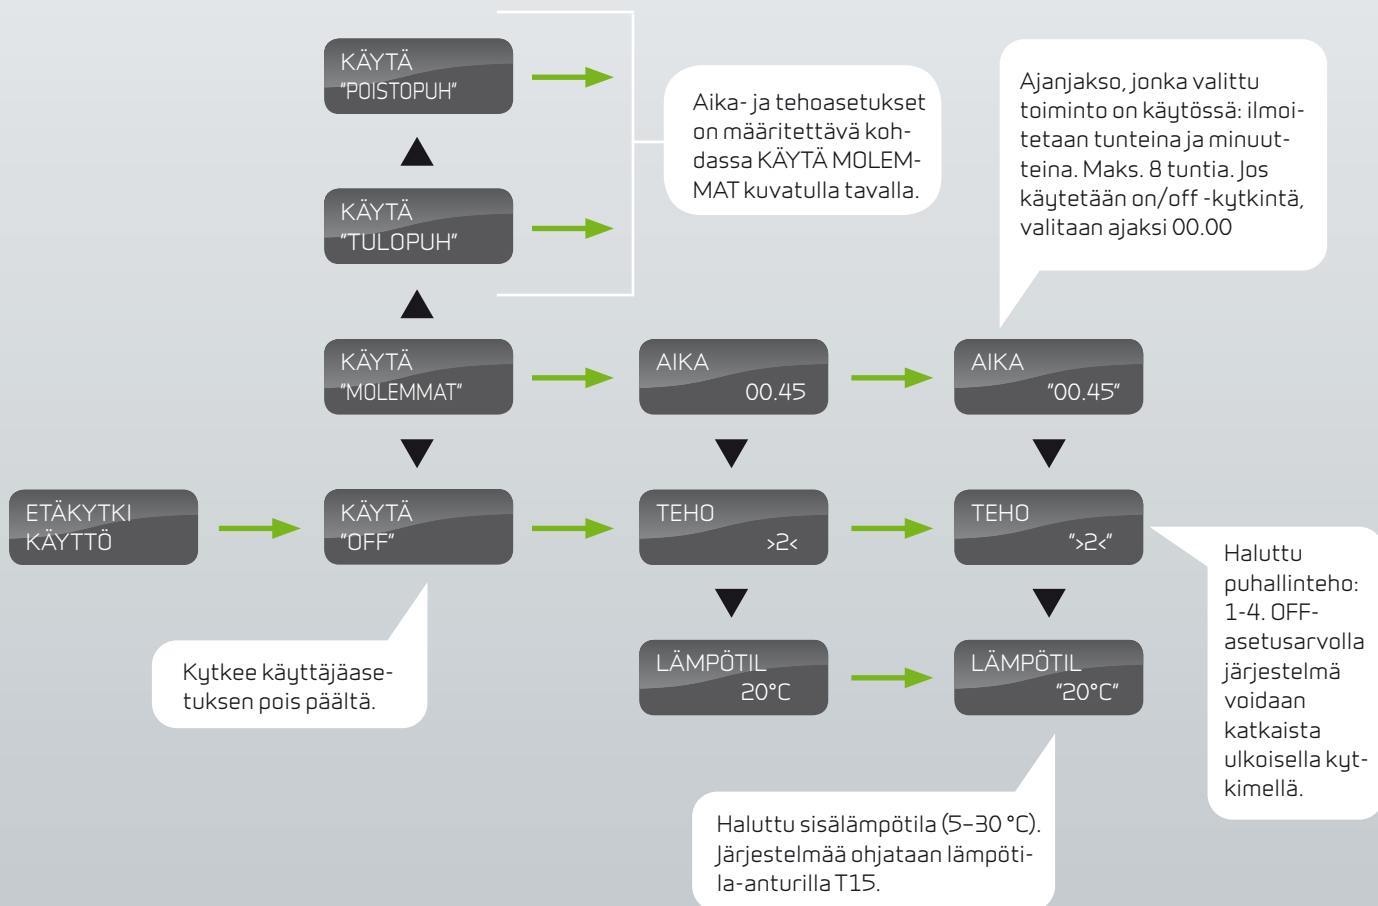 KÄYTÄ
"POISTOPUH"
Aika- ja tehoasetukset
on määritettävä koh-
dassa KÄYTÄ MOLEM-
MAT kuvatulla tavalla.
Ajanjakso, jonka valittu
toiminto on käytössä: ilmoi-
tetaan tunteina ja minuut-
teina. Maks. 8 tuntia. Jos
käytetään on/off -kytkintä,
valitaan ajaksi 00.00
KÄYTÄ
"TULOPUH"
KÄYTÄ
"MOLEMMAT"
AIKA
00.45
AIKA
"00.45"
ETÄKYTKI
KÄYTTÖ
KÄYTÄ
"OFF"
TEHO
>2<
TEHO
">2<"
Haluttu
puhallinteho:
1-4. OFF-
asetusarvolla
järjestelmä
voidaan
katkaista
ulkoisella kyt-
kimellä.
Kytkee käyttäjäase-
tuksen pois päältä.
LÄMPÖTIL
20°C
LÄMPÖTIL
"20°C"
Haluttu sisälämpötila (5–30 °C).
Järjestelmää ohjataan lämpöti-
la-anturilla T15.